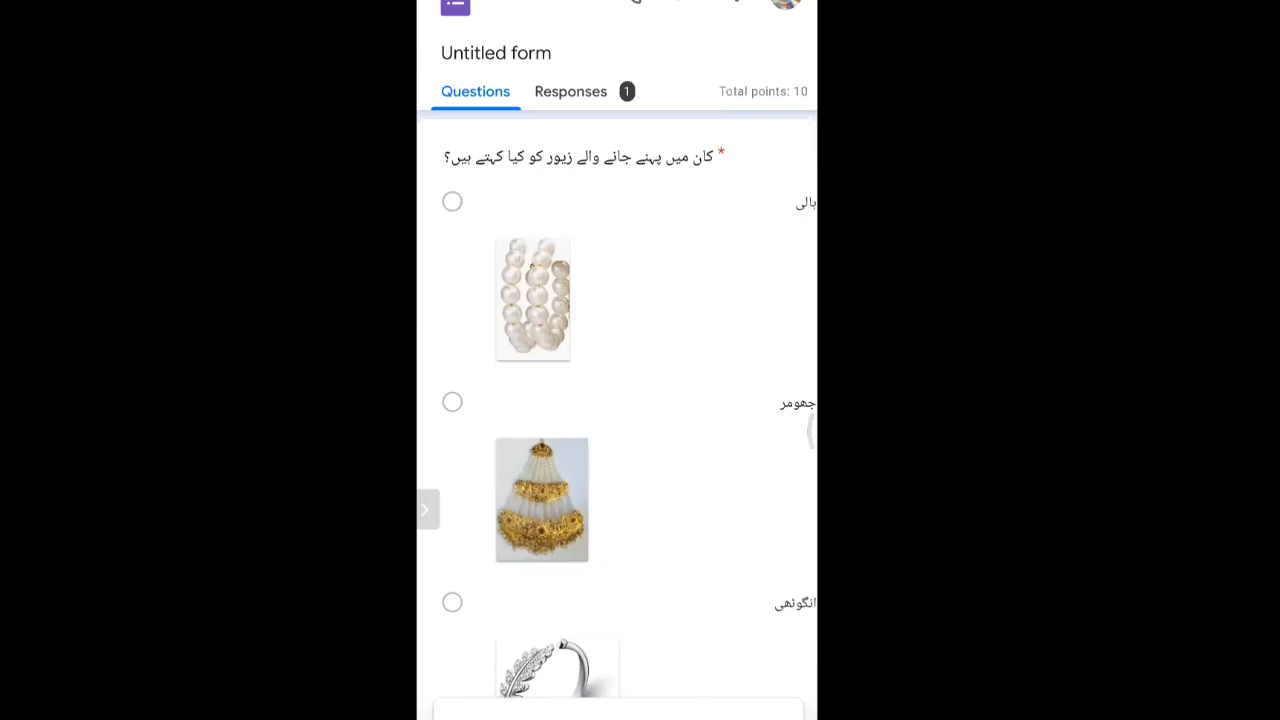 Untitled form
Questions Responses 1 Total points: 10
کان میں پہنے جانے والے زیور کو کیا کہتے ہیں؟ *
بالی
جھومر
انگوٹھی